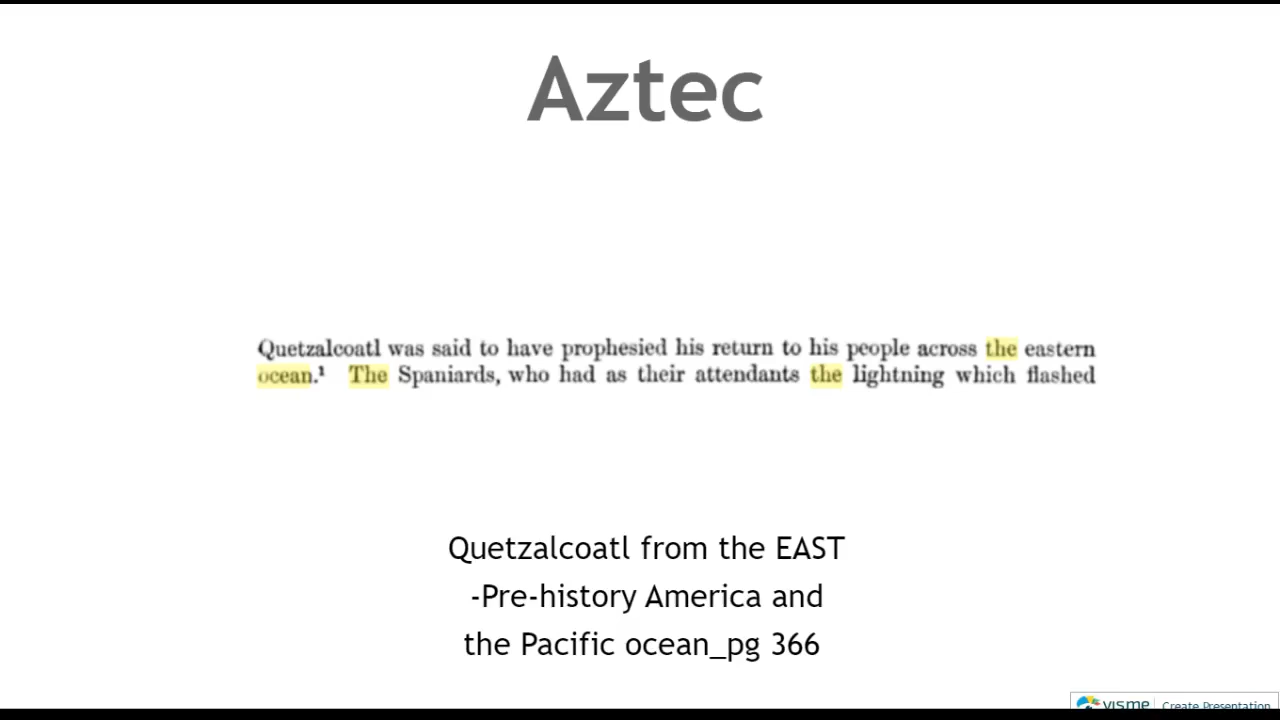 Aztec
Quetzalcoatl was said to have prophesied his return to his people across the eastern
ocean.¹ The Spaniards, who had as their attendants the lightning which flashed
Quetzalcoatl from the EAST
-Pre-history America and
the Pacific ocean_pg 366
visme Create Presentation